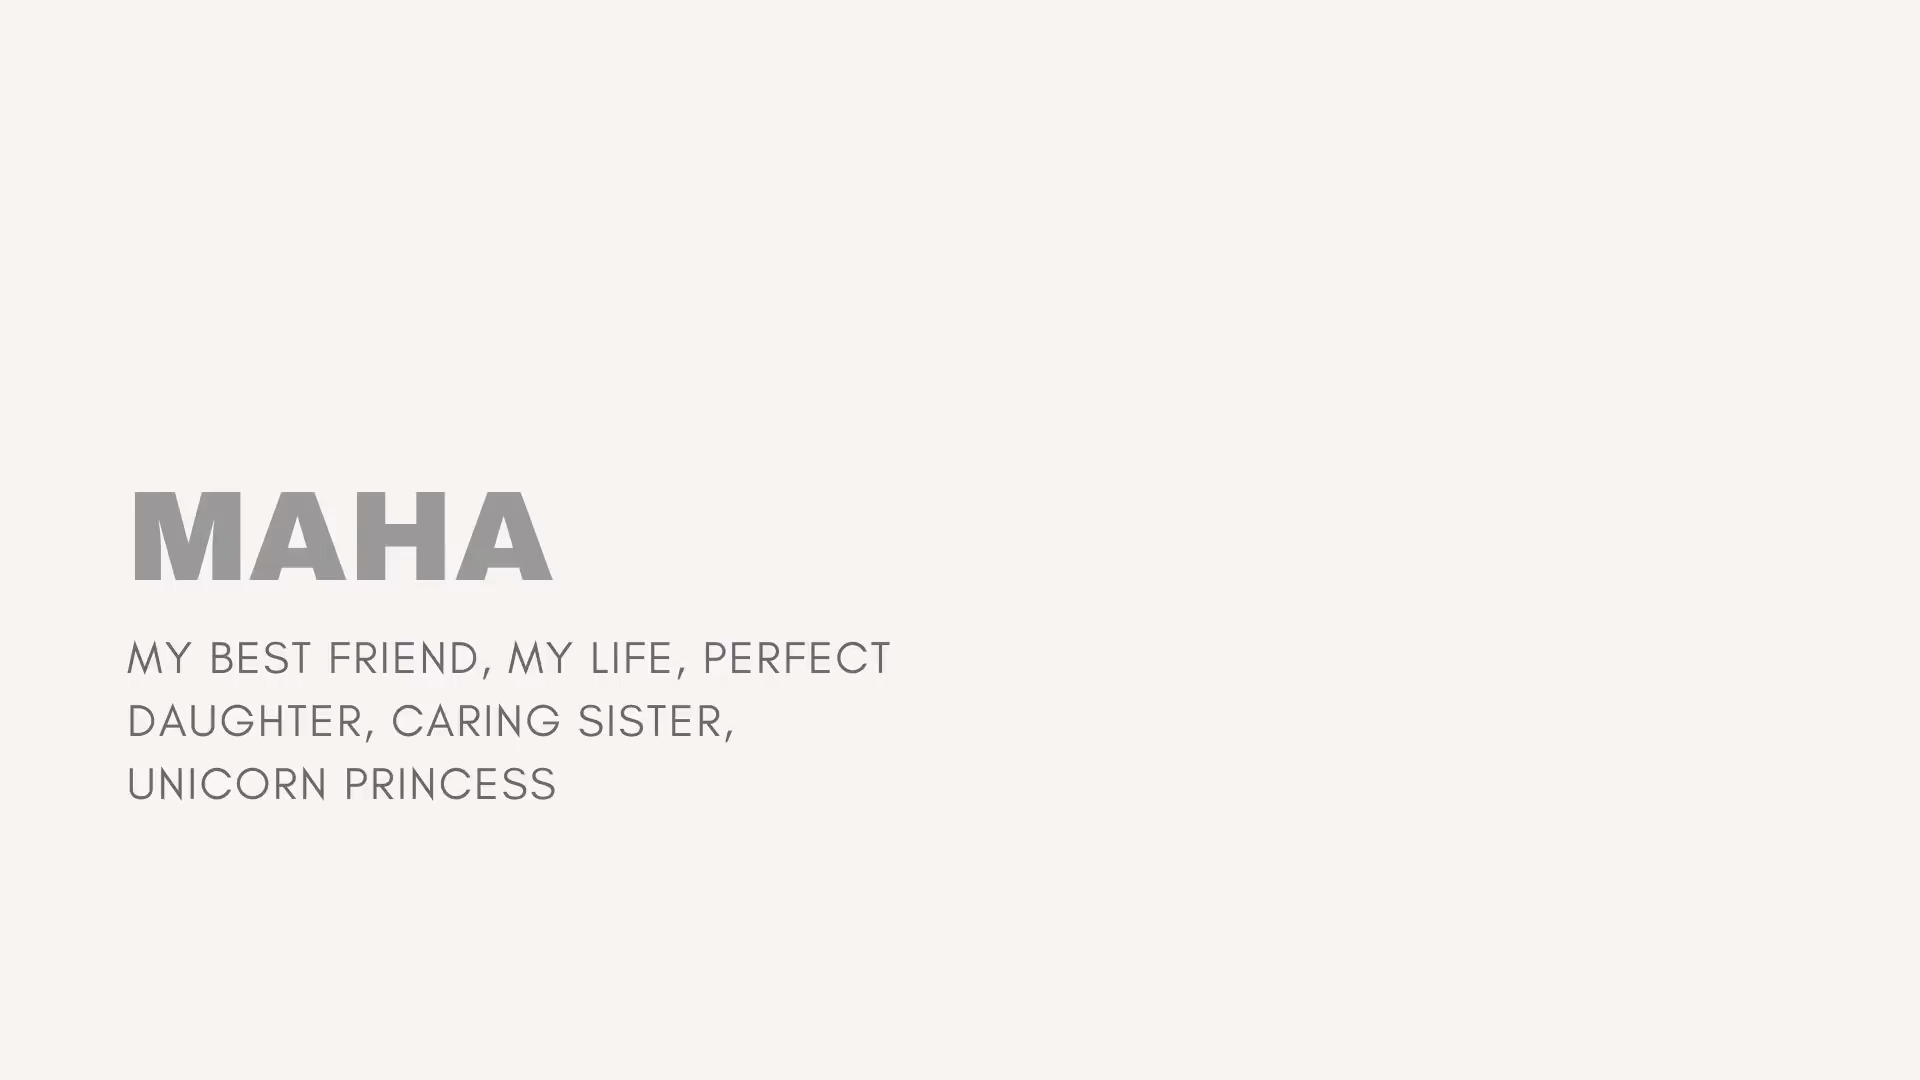 MAHA
MY BEST FRIEND, MY LIFE, PERFECT
DAUGHTER, CARING SISTER,
UNICORN PRINCESS